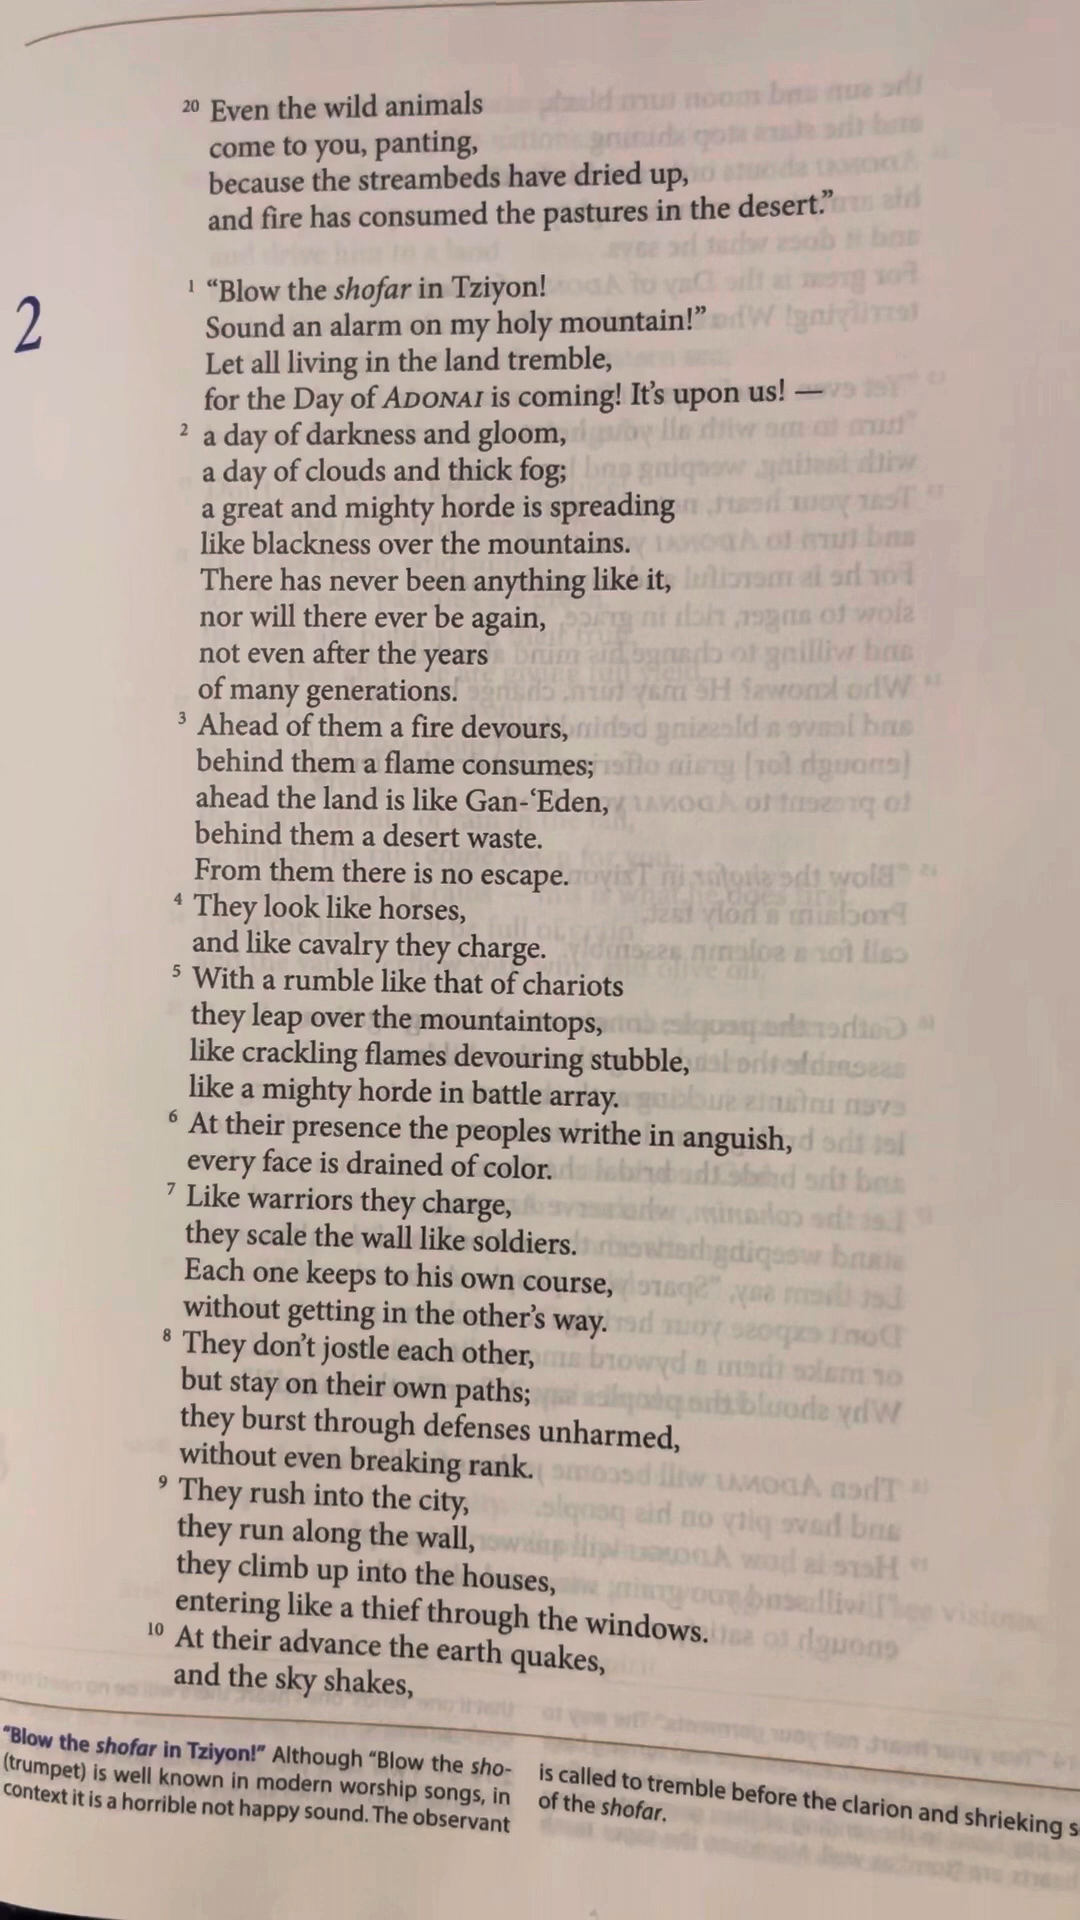 20 Even the wild animals
come to you, panting,
because the streambeds have dried up,
and fire has consumed the pastures in the desert.”
2
1 “Blow the shofar in Tziyon!
Sound an alarm on my holy mountain!”
Let all living in the land tremble,
for the Day of ADONAI is coming! It’s upon us! —
2 a day of darkness and gloom,
a day of clouds and thick fog;
a great and mighty horde is spreading
like blackness over the mountains.
There has never been anything like it,
nor will there ever be again,
not even after the years
of many generations.
3 Ahead of them a fire devours,
behind them a flame consumes;
ahead the land is like Gan-‘Eden,
behind them a desert waste.
From them there is no escape.
4 They look like horses,
and like cavalry they charge.
5 With a rumble like that of chariots
they leap over the mountaintops,
like crackling flames devouring stubble,
like a mighty horde in battle array.
6 At their presence the peoples writhe in anguish,
every face is drained of color.
7 Like warriors they charge,
they scale the wall like soldiers.
Each one keeps to his own course,
without getting in the other’s way.
8 They don’t jostle each other,
but stay on their own paths;
they burst through defenses unharmed,
without even breaking rank.
9 They rush into the city,
they run along the wall,
they climb up into the houses,
entering like a thief through the windows.
10 At their advance the earth quakes,
and the sky shakes,
“Blow the shofar in Tziyon!” Although “Blow the sho-
(trumpet) is well known in modern worship songs, in
context it is a horrible not happy sound. The observant
is called to tremble before the clarion and shrieking s
of the shofar.